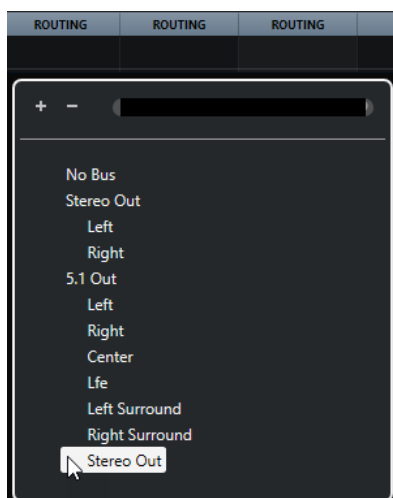 ROUTING ROUTING ROUTING
+ −
No Bus
Stereo Out
Left
Right
5.1 Out
Left
Right
Center
Lfe
Left Surround
Right Surround
Stereo Out